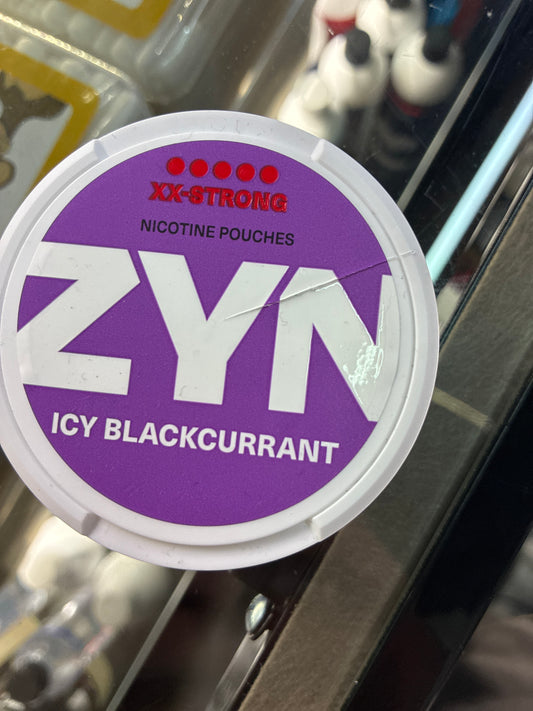 XX-STRONG
NICOTINE POUCHES
ZYN
ICY BLACKCURRANT